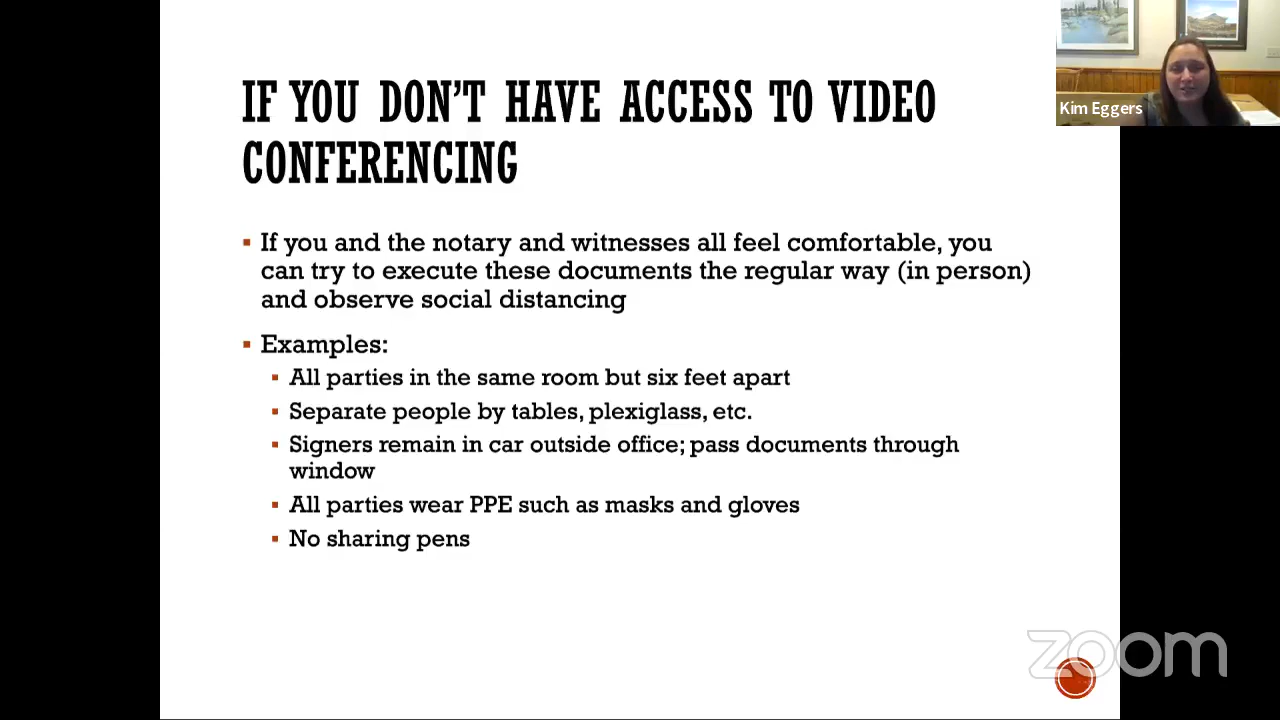 IF YOU DON'T HAVE ACCESS TO VIDEO
CONFERENCING
Kim Eggers
▪ If you and the notary and witnesses all feel comfortable, you
can try to execute these documents the regular way (in person)
and observe social distancing
▪ Examples:
▪ All parties in the same room but six feet apart
▪ Separate people by tables, plexiglass, etc.
▪ Signers remain in car outside office; pass documents through
window
▪ All parties wear PPE such as masks and gloves
▪ No sharing pens
zoom